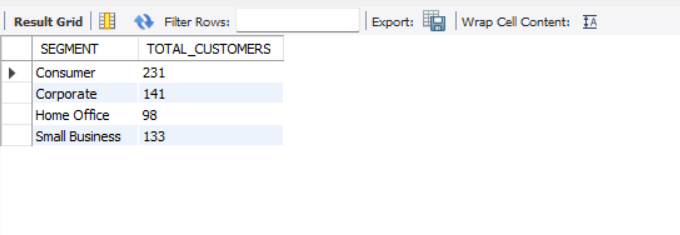 Result Grid Filter Rows: Export: Wrap Cell Content: IA
SEGMENT TOTAL_CUSTOMERS
Consumer 231
Corporate 141
Home Office 98
Small Business 133